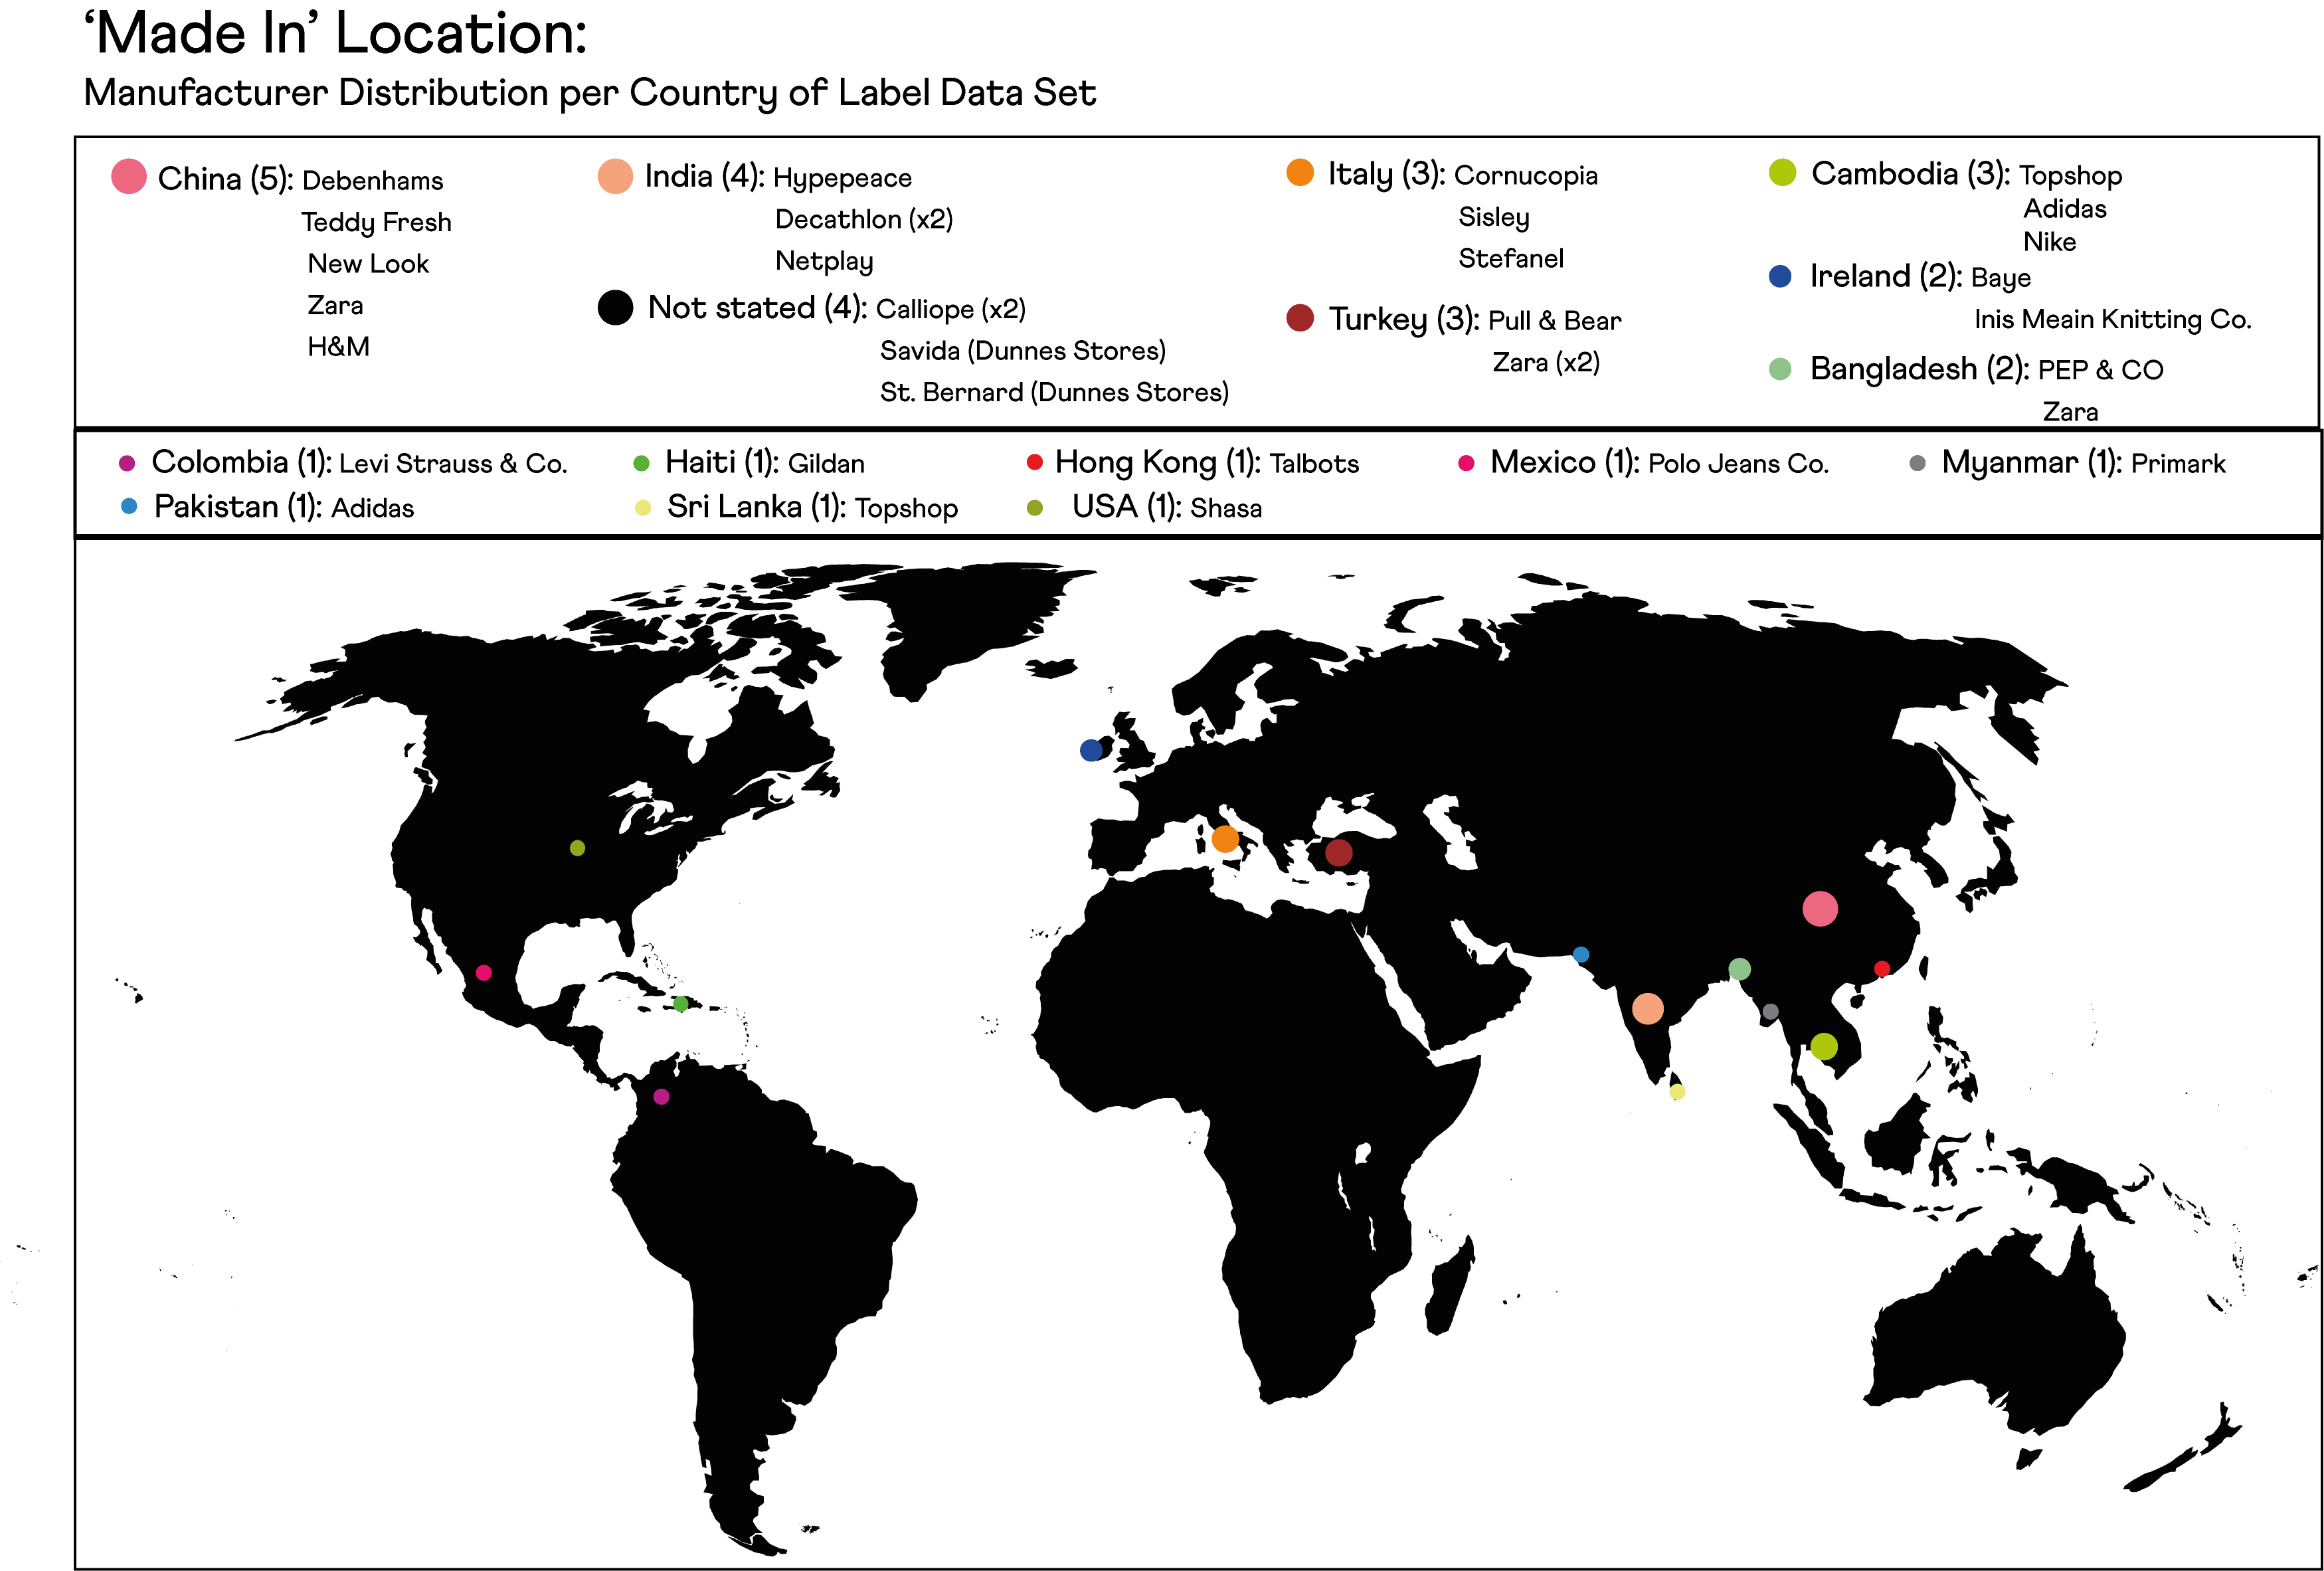 ‘Made In’ Location:
Manufacturer Distribution per Country of Label Data Set
China (5): Debenhams
Teddy Fresh
New Look
Zara
H&M
India (4): Hypepeace
Decathlon (x2)
Netplay
Not stated (4): Calliope (x2)
Savida (Dunnes Stores)
St. Bernard (Dunnes Stores)
Italy (3): Cornucopia
Sisley
Stefanel
Turkey (3): Pull & Bear
Zara (x2)
Cambodia (3): Topshop
Adidas
Nike
Ireland (2): Baye
Inis Meain Knitting Co.
Bangladesh (2): PEP & CO
Zara
Colombia (1): Levi Strauss & Co.
Haiti (1): Gildan
Hong Kong (1): Talbots
Mexico (1): Polo Jeans Co.
Myanmar (1): Primark
Pakistan (1): Adidas
Sri Lanka (1): Topshop
USA (1): Shasa